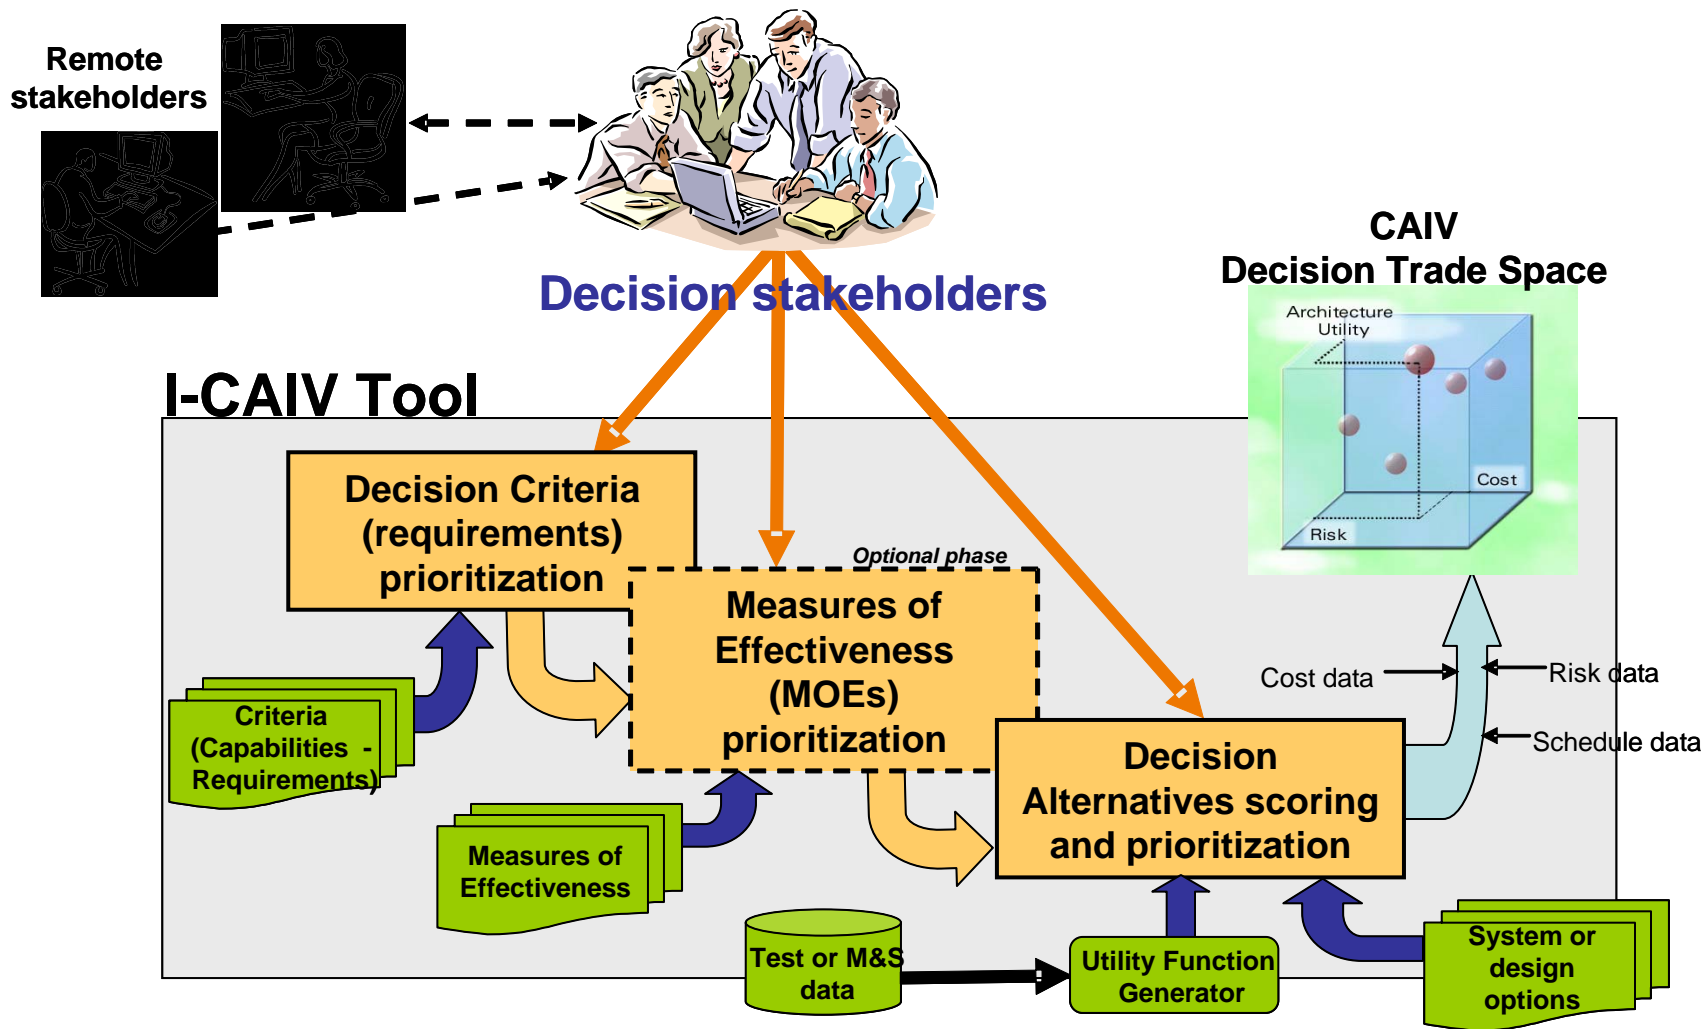 Remote
stakeholders
Decision stakeholders
CAIV
Decision Trade Space
Architecture
Utility
Cost
Risk
I-CAIV Tool
Decision Criteria
(requirements)
prioritization
Optional phase
Measures of
Effectiveness
(MOEs)
prioritization
Decision
Alternatives scoring
and prioritization
Cost data
Risk data
Schedule data
Criteria
(Capabilities -
Requirements)
Measures of
Effectiveness
Test or M&S
data
Utility Function
Generator
System or
design
options